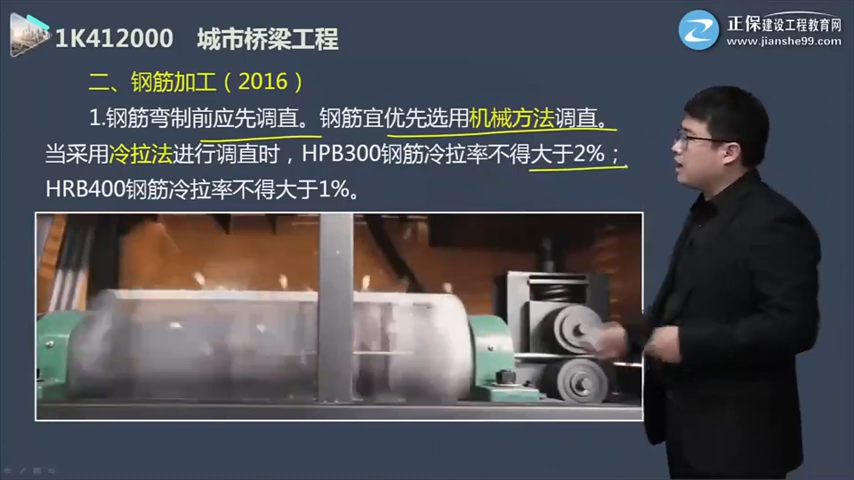 1K412000 城市桥梁工程
正保建设工程教育网
www.jianshe99.com
二、钢筋加工（2016）
1.钢筋弯制前应先调直。钢筋宜优先选用机械方法调直。
当采用冷拉法进行调直时，HPB300钢筋冷拉率不得大于2%；
HRB400钢筋冷拉率不得大于1%。